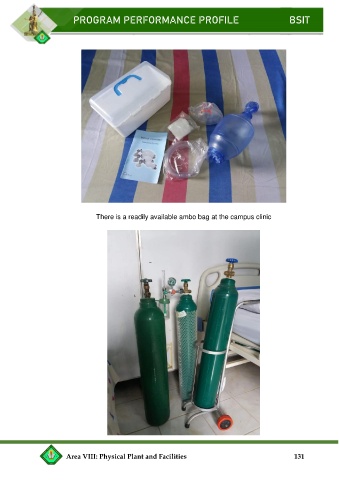 PROGRAM PERFORMANCE PROFILE BSIT
There is a readily available ambo bag at the campus clinic
Area VIII: Physical Plant and Facilities 131